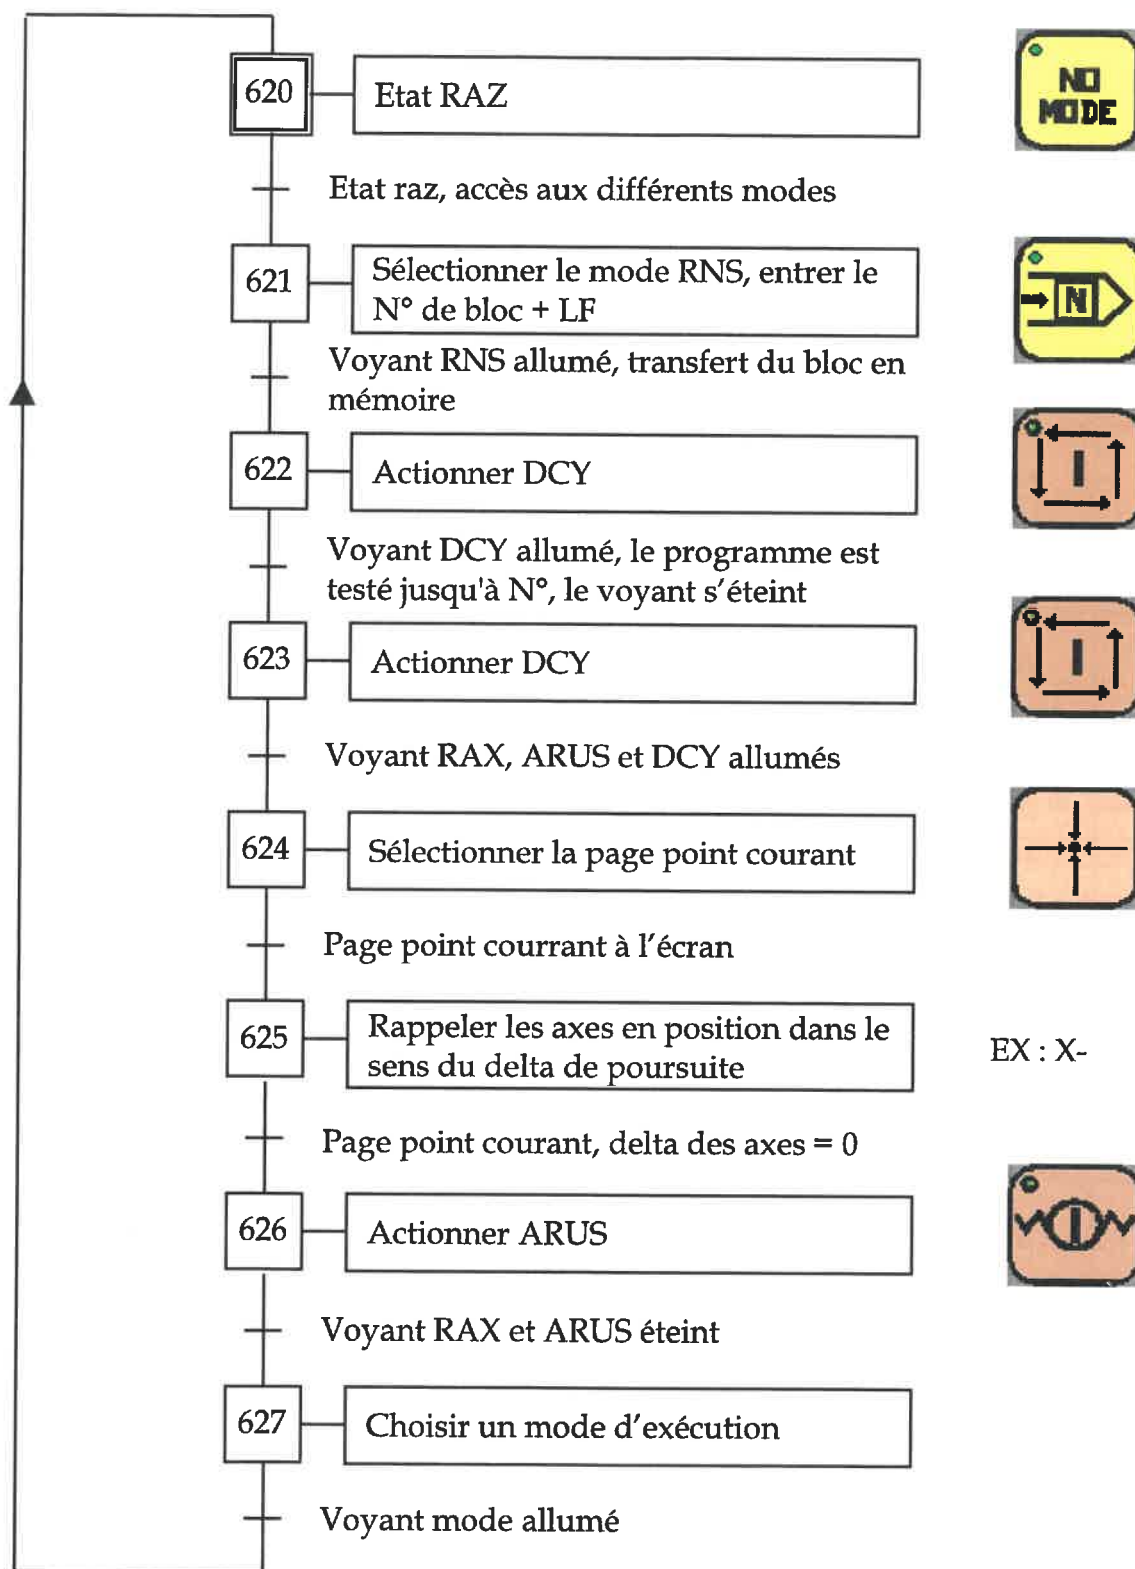 620
Etat RAZ
NO
MODE
Etat raz, accès aux différents modes
621
Sélectionner le mode RNS, entrer le
N° de bloc + LF
N
Voyant RNS allumé, transfert du bloc en
mémoire
622
Actionner DCY
I
Voyant DCY allumé, le programme est
testé jusqu'à N°, le voyant s'éteint
623
Actionner DCY
I
Voyant RAX, ARUS et DCY allumés
624
Sélectionner la page point courant
Page point courrant à l'écran
625
Rappeler les axes en position dans le
sens du delta de poursuite
EX : X-
Page point courant, delta des axes = 0
626
Actionner ARUS
I
Voyant RAX et ARUS éteint
627
Choisir un mode d'exécution
Voyant mode allumé